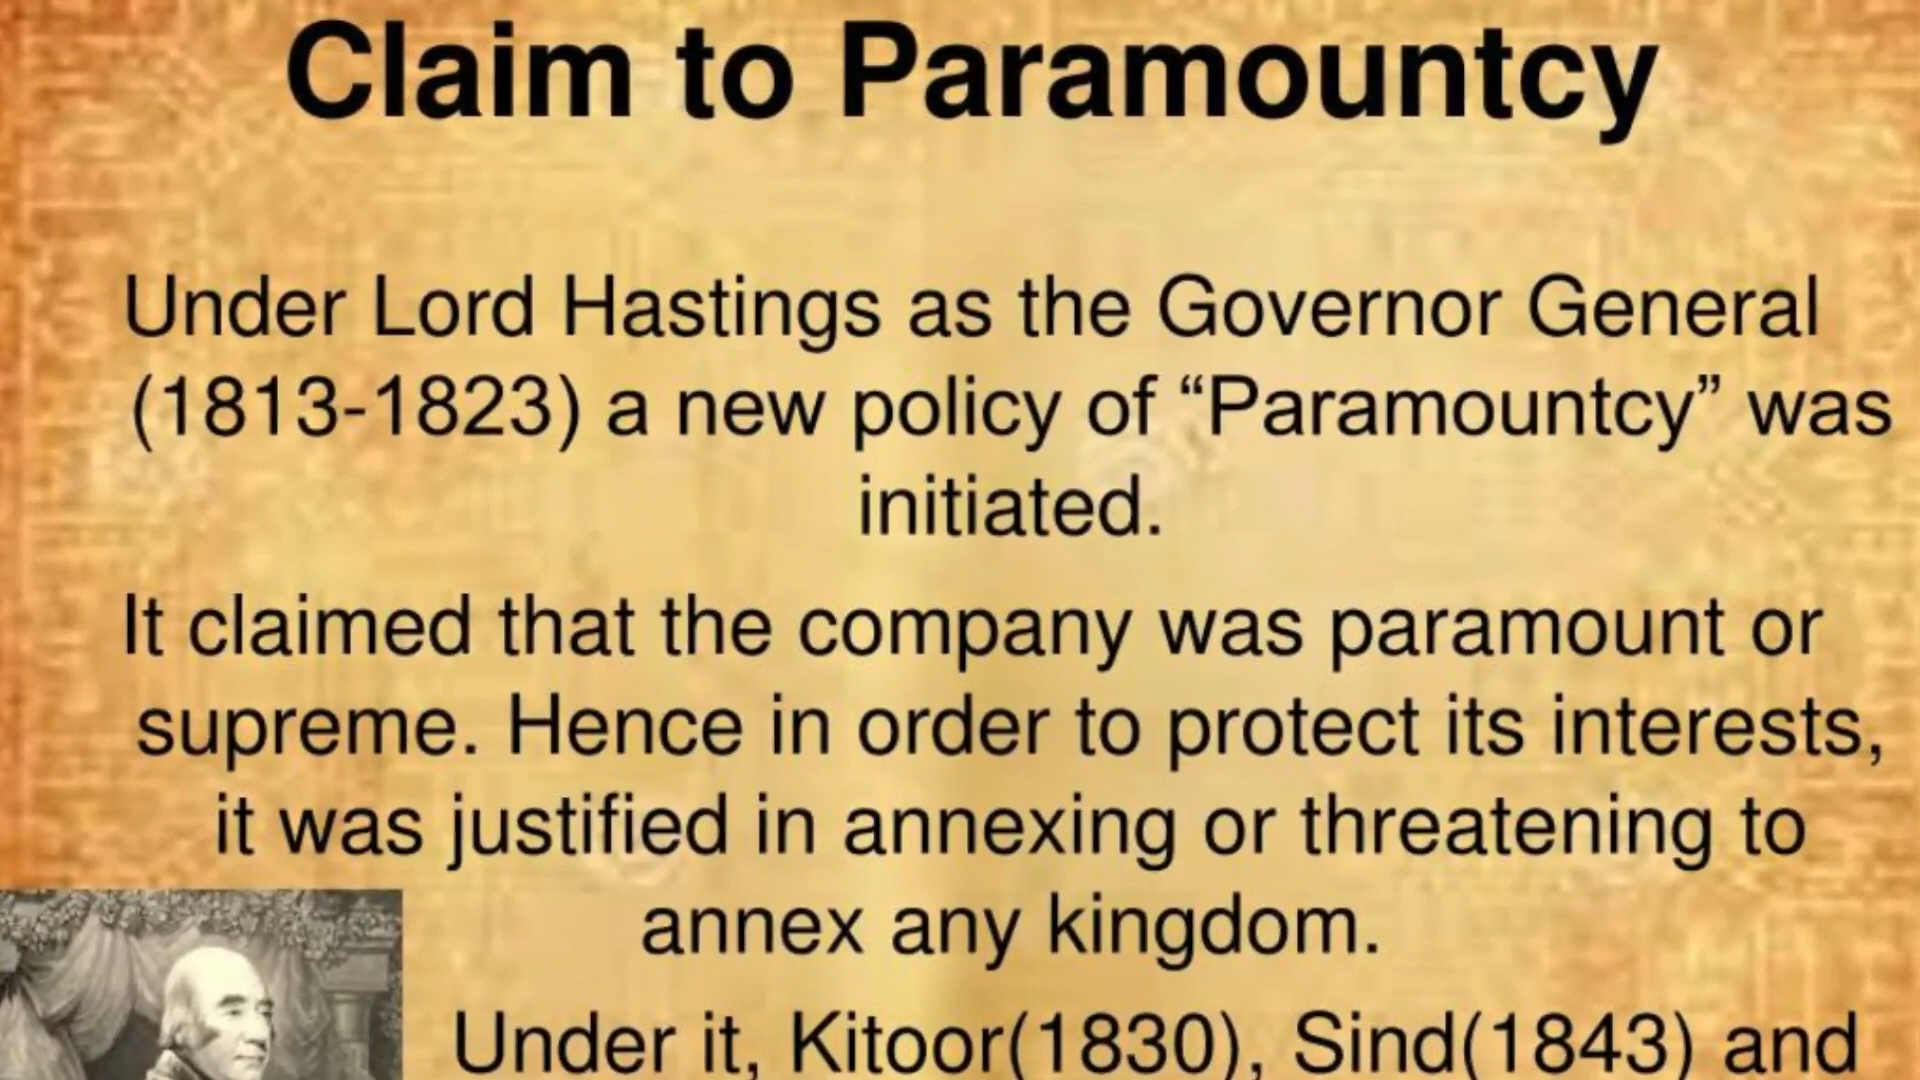 Claim to Paramountcy
Under Lord Hastings as the Governor General
(1813-1823) a new policy of “Paramountcy” was
initiated.
It claimed that the company was paramount or
supreme. Hence in order to protect its interests,
it was justified in annexing or threatening to
annex any kingdom.
Under it, Kitoor(1830), Sind(1843) and